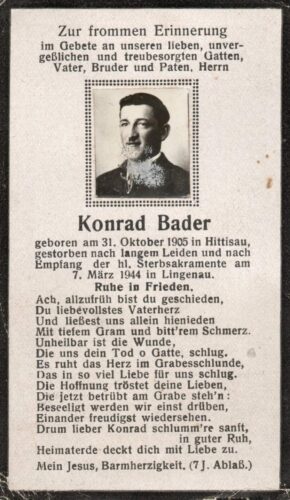 Zur frommen Erinnerung
im Gebete an unseren lieben, unver-
geßlichen und treubesorgten Gatten,
Vater, Bruder und Paten, Herrn
Konrad Bader
geboren am 31. Oktober 1905 in Hittisau,
gestorben nach langem Leiden und nach
Empfang der hl. Sterbsakramente am
7. März 1944 in Lingenau.
Ruhe in Frieden.
Ach, allzufrüh bist du geschieden,
Du liebevollstes Vaterherz
Und ließest uns allein hienieden
Mit tiefem Gram und bitt'rem Schmerz.
Unheilbar ist die Wunde,
Die uns dein Tod o Gatte, schlug.
Es ruht das Herz im Grabesschlunde,
Das in so viel Liebe für uns schlug.
Die Hoffnung tröstet deine Lieben,
Die jetzt betrübt am Grabe steh'n:
Beseeligt werden wir einst drüben,
Einander freudigst wiedersehen.
Drum lieber Konrad schlumm're sanft,
in guter Ruh,
Heimaterde deckt dich mit Liebe zu.
Mein Jesus, Barmherzigkeit. (7 J. Ablaß.)